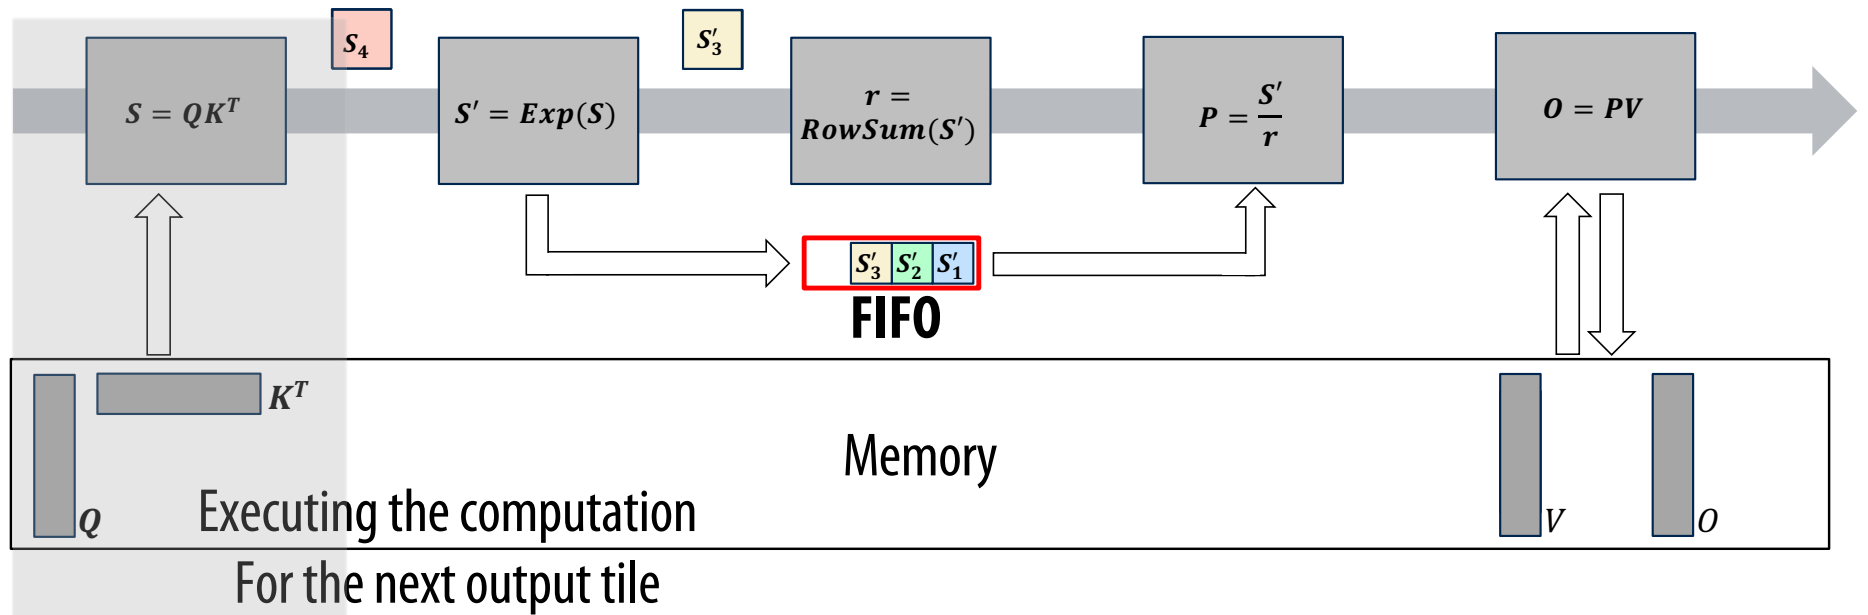 S₄
S′₃
S = QKᵀ
S′ = Exp(S)
r =
RowSum(S′)
P = S′/r
O = PV
S′₃ S′₂ S′₁
FIFO
Kᵀ
Memory
Q
Executing the computation
V
O
For the next output tile